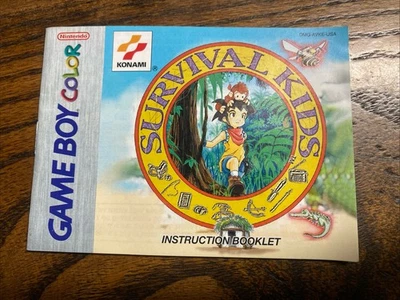 Nintendo
GAME BOY COLOR
KONAMI
®
SURVIVAL KIDS
INSTRUCTION BOOKLET